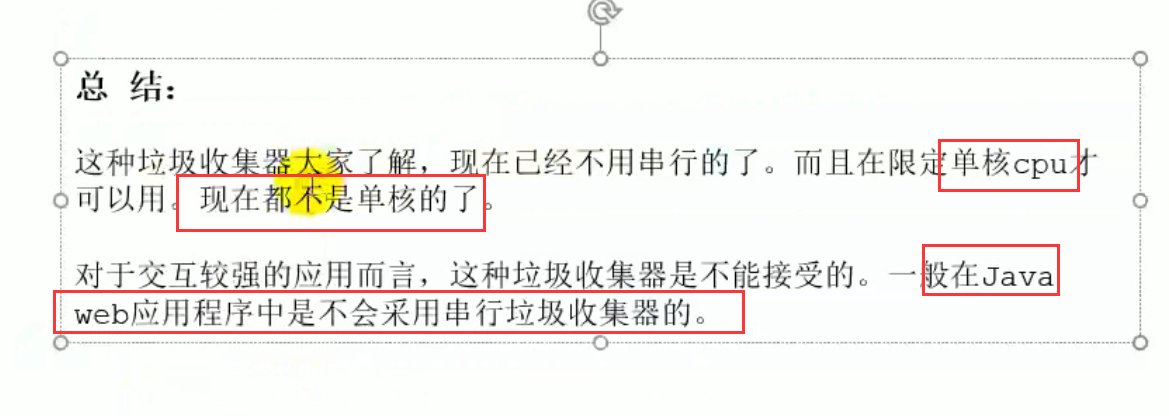 总 结：
这种垃圾收集器大家了解，现在已经不用串行的了。而且在限定单核cpu才
可以用。现在都不是单核的了。
对于交互较强的应用而言，这种垃圾收集器是不能接受的。一般在Java
web应用程序中是不会采用串行垃圾收集器的。